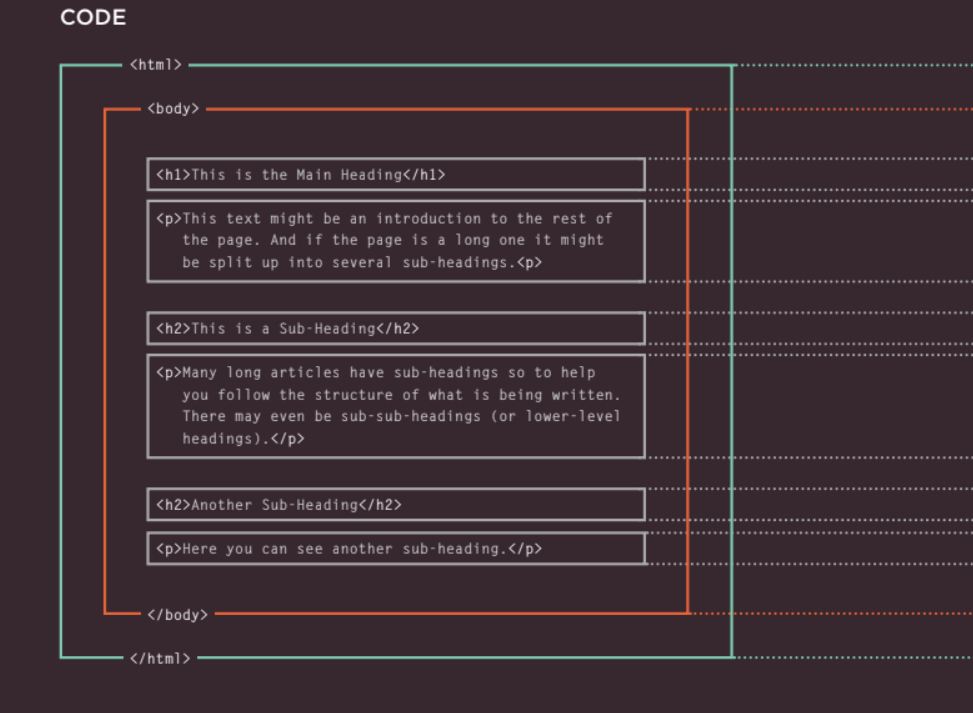 CODE
<html>
<body>
<h1>This is the Main Heading</h1>
<p>This text might be an introduction to the rest of
the page. And if the page is a long one it might
be split up into several sub-headings.<p>
<h2>This is a Sub-Heading</h2>
<p>Many long articles have sub-headings so to help
you follow the structure of what is being written.
There may even be sub-sub-headings (or lower-level
headings).</p>
<h2>Another Sub-Heading</h2>
<p>Here you can see another sub-heading.</p>
</body>
</html>